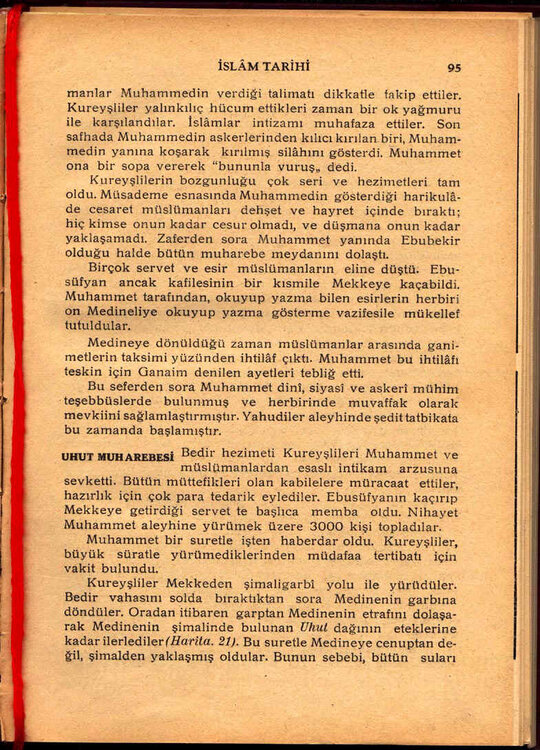 İSLÂM TARİHİ 95
manlar Muhammedin verdiği talimatı dikkatle takip ettiler.
Kureyşliler yalınkılıç hücum ettikleri zaman bir ok yağmuru
ile karşılandılar. İslâmlar intizamı muhafaza ettiler. Son
safhada Muhammedin askerlerinden kılıcı kırılan biri, Muham-
medin yanına koşarak kırılmış silâhını gösterdi. Muhammet
ona bir sopa vererek “bununla vuruş„ dedi.
Kureyşlilerin bozgunluğu çok seri ve hezimetleri tam
oldu. Müsademe esnasında Muhammedin gösterdiği harikulâ-
de cesaret müslümanları dehşet ve hayret içinde bıraktı;
hiç kimse onun kadar cesur olmadı, ve düşmana onun kadar
yaklaşamadı. Zaferden sora Muhammet yanında Ebubekir
olduğu halde bütün muharebe meydanını dolaştı.
Birçok servet ve esir müslümanların eline düştü. Ebu-
süfyan ancak kafilesinin bir kısmile Mekkeye kaçabildi.
Muhammet tarafından, okuyup yazma bilen esirlerin herbiri
on Medineliye okuyup yazma gösterme vazifesile mükellef
tutuldular.
Medineye dönüldüğü zaman müslümanlar arasında gani-
metlerin taksimi yüzünden ihtilâf çıktı. Muhammet bu ihtilâfı
teskin için Ganaim denilen ayetleri tebliğ etti.
Bu seferden sora Muhammet dinî, siyasî ve askerî mühim
teşebbüslerde bulunmuş ve herbirinde muvaffak olarak
mevkiini sağlamlaştırmıştır. Yahudiler aleyhinde şedit tatbikata
bu zamanda başlamıştır.
UHUT MUHAREBESİ Bedir hezimeti Kureyşlileri Muhammet ve
müslümanlardan esaslı intikam arzusuna
sevketti. Bütün müttefikleri olan kabilelere müracaat ettiler,
hazırlık için çok para tedarik eylediler. Ebusüfyanın kaçırıp
Mekkeye getirdiği servet te başlıca memba oldu. Nihayet
Muhammet aleyhine yürümek üzere 3000 kişi topladılar.
Muhammet bir suretle işten haberdar oldu. Kureyşliler,
büyük süratle yürümediklerinden müdafaa tertibatı için
vakit bulundu.
Kureyşliler Mekkeden şimaligarbî yolu ile yürüdüler.
Bedir vahasını solda bıraktıktan sora Medinenin garbına
döndüler. Oradan itibaren garptan Medinenin etrafını dolaşa-
rak Medinenin şimalinde bulunan Uhut dağının eteklerine
kadar ilerlediler (Harita. 21). Bu suretle Medineye cenuptan de-
ğil, şimalden yaklaşmış oldular. Bunun sebebi, bütün suları